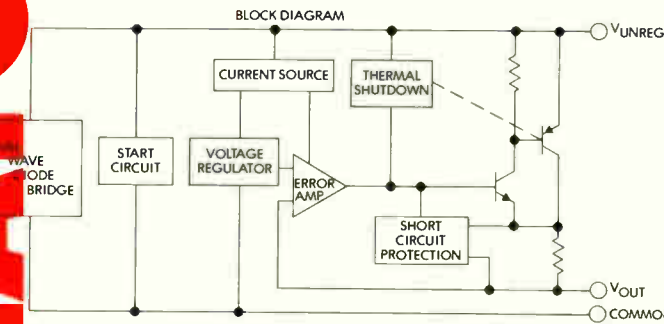 BLOCK DIAGRAM
VUNREG
CURRENT SOURCE
THERMAL
SHUTDOWN
WAVE
BRIDGE
START
CIRCUIT
VOLTAGE
REGULATOR
ERROR
AMP
SHORT
CIRCUIT
PROTECTION
VOUT
COMMO